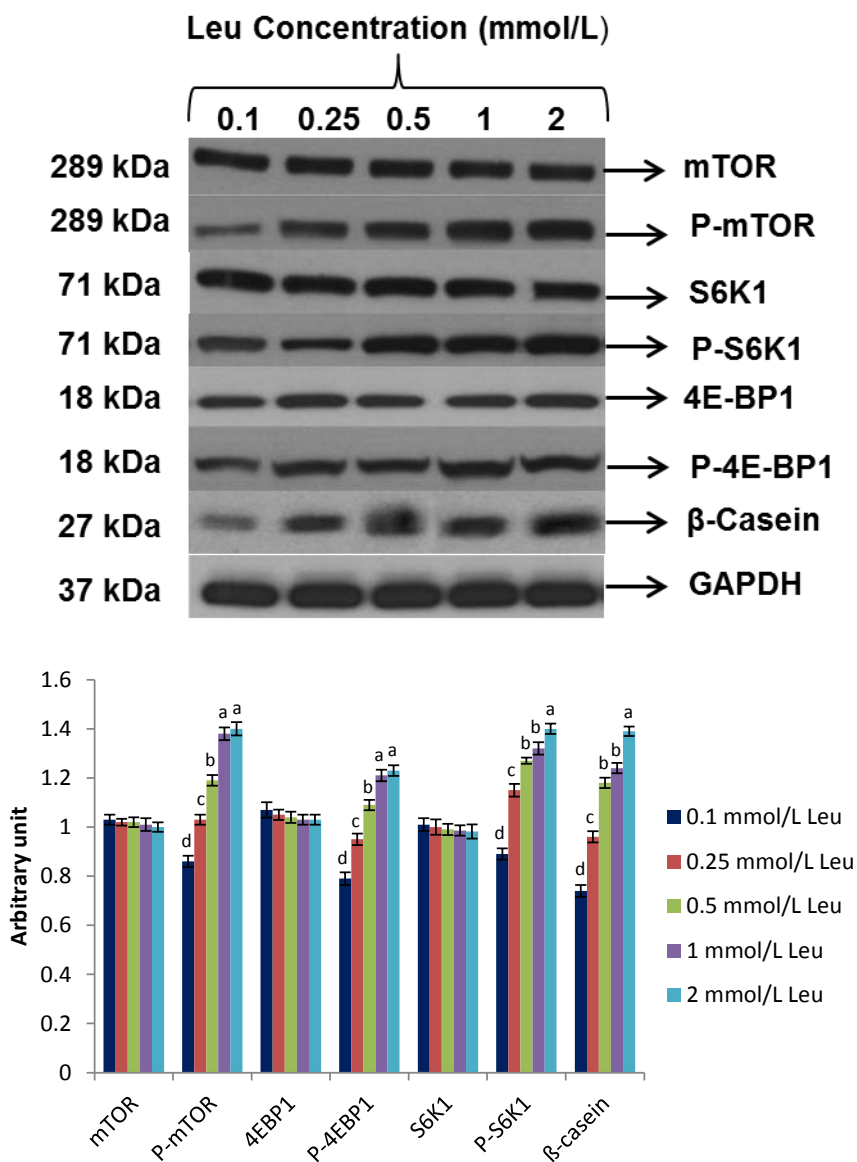 Leu Concentration (mmol/L)
0.1 0.25 0.5 1 2
289 kDa mTOR
289 kDa P-mTOR
71 kDa S6K1
71 kDa P-S6K1
18 kDa 4E-BP1
18 kDa P-4E-BP1
27 kDa β-Casein
37 kDa GAPDH
Arbitrary unit
1.6
1.4
1.2
1
0.8
0.6
0.4
0.2
0
d c b a a
d c b a a
d c b b a
d c b b a
mTOR P-mTOR 4EBP1 P-4EBP1 S6K1 P-S6K1 ß-casein
0.1 mmol/L Leu
0.25 mmol/L Leu
0.5 mmol/L Leu
1 mmol/L Leu
2 mmol/L Leu